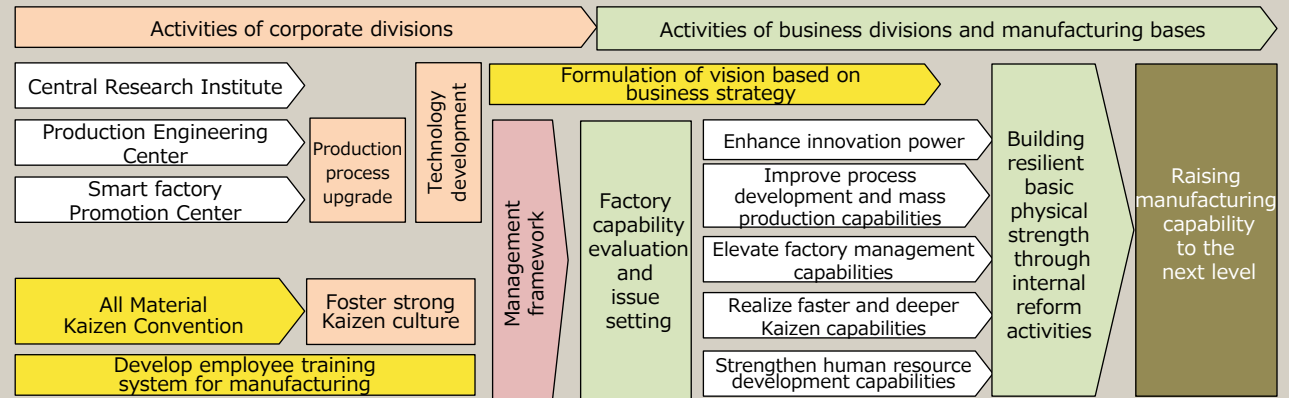 Activities of corporate divisions
Activities of business divisions and manufacturing bases
Central Research Institute
Production Engineering
Center
Smart factory
Promotion Center
Production
process
upgrade
Technology
development
All Material
Kaizen Convention
Foster strong
Kaizen culture
Develop employee training
system for manufacturing
Formulation of vision based on
business strategy
Management
framework
Factory
capability
evaluation
and
issue
setting
Enhance innovation power
Improve process
development and mass
production capabilities
Elevate factory management
capabilities
Realize faster and deeper
Kaizen capabilities
Strengthen human resource
development capabilities
Building
resilient
basic
physical
strength
through
internal
reform
activities
Raising
manufacturing
capability
to the
next level